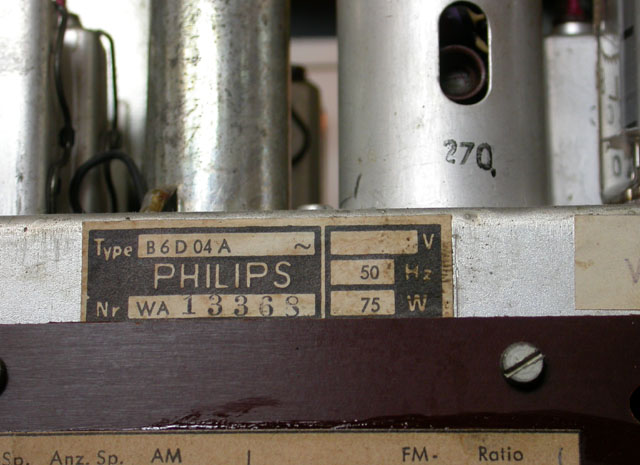 270
Type B6D04A ~ V
PHILIPS 50 Hz
Nr WA 13368 75 W
Sp. Anz. Sp. AM FM- Ratio